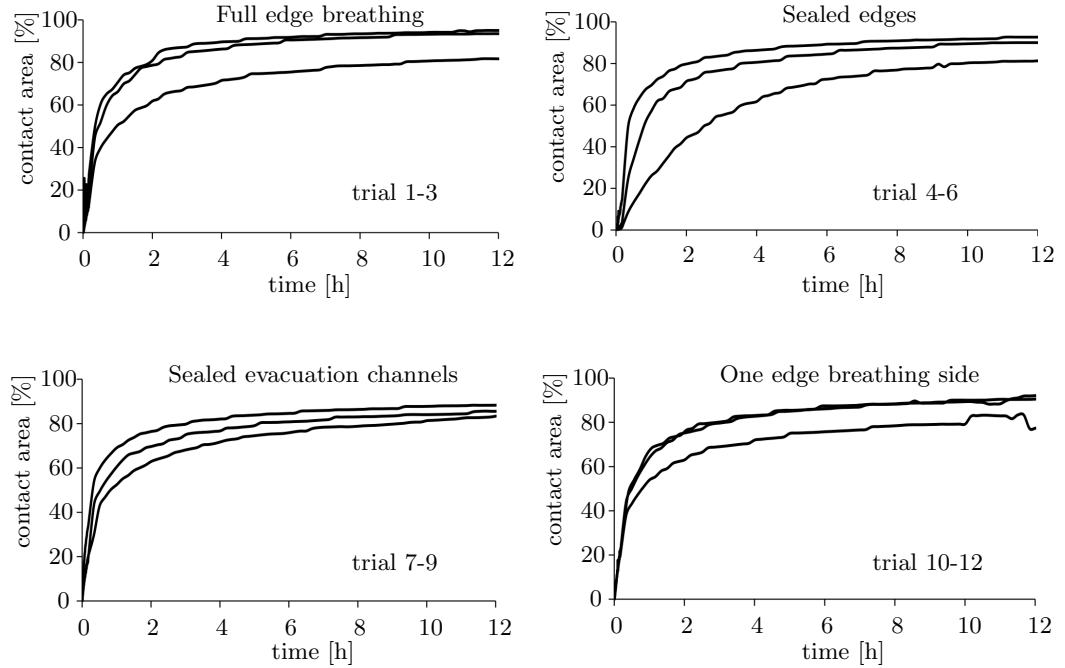 Full edge breathing
contact area [%]
100
80
60
40
20
0
trial 1-3
0 2 4 6 8 10 12
time [h]
Sealed edges
contact area [%]
100
80
60
40
20
0
trial 4-6
0 2 4 6 8 10 12
time [h]
Sealed evacuation channels
contact area [%]
100
80
60
40
20
0
trial 7-9
0 2 4 6 8 10 12
time [h]
One edge breathing side
contact area [%]
100
80
60
40
20
0
trial 10-12
0 2 4 6 8 10 12
time [h]